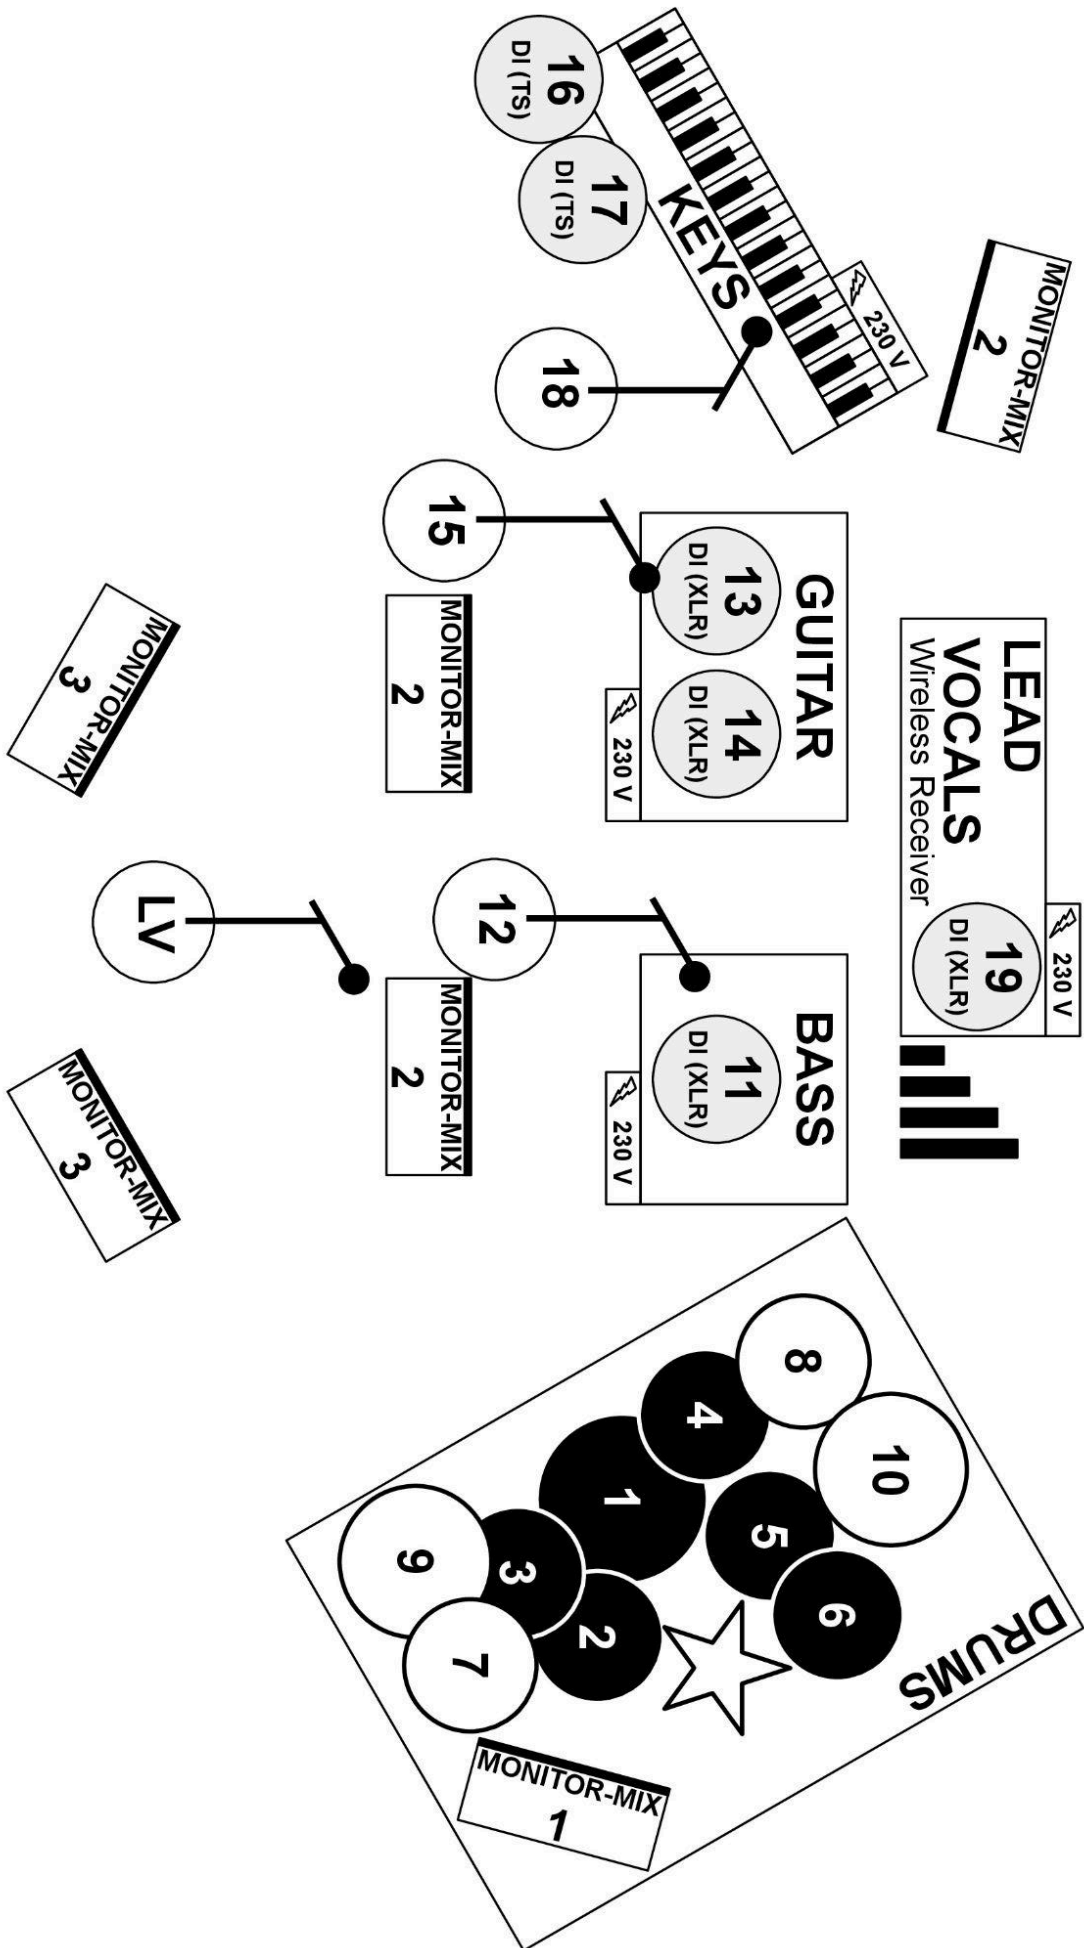 LEAD
VOCALS
Wireless Receiver
19
DI (XLR)
230 V
MONITOR-MIX
2
230 V
KEYS
16
DI (TS)
17
DI (TS)
18
GUITAR
13
DI (XLR)
14
DI (XLR)
230 V
15
MONITOR-MIX
2
BASS
11
DI (XLR)
230 V
12
MONITOR-MIX
2
DRUMS
10
8
6
5
4
1
2
3
9
7
MONITOR-MIX
1
MONITOR-MIX
3
LV
MONITOR-MIX
3